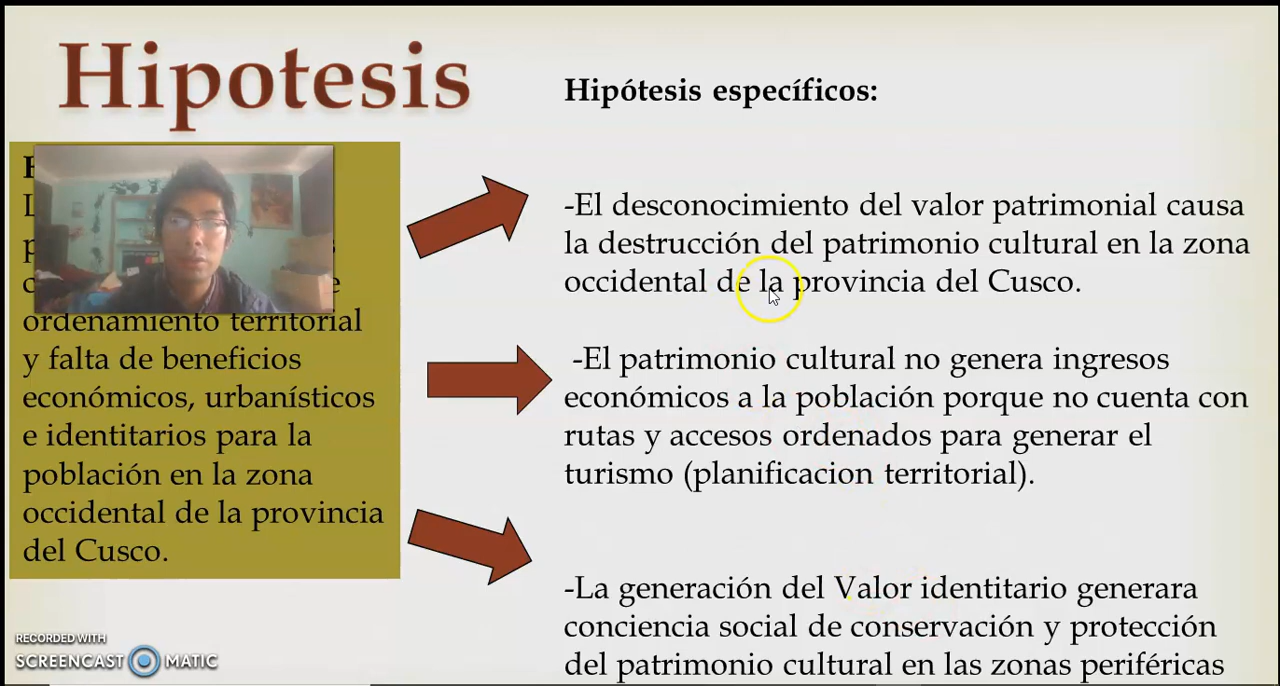 Hipotesis
ordenamiento territorial
y falta de beneficios
económicos, urbanísticos
e identitarios para la
población en la zona
occidental de la provincia
del Cusco.
Hipótesis específicos:
-El desconocimiento del valor patrimonial causa
la destrucción del patrimonio cultural en la zona
occidental de la provincia del Cusco.
-El patrimonio cultural no genera ingresos
económicos a la población porque no cuenta con
rutas y accesos ordenados para generar el
turismo (planificacion territorial).
-La generación del Valor identitario generara
conciencia social de conservación y protección
del patrimonio cultural en las zonas periféricas
RECORDED WITH
SCREENCAST MATIC